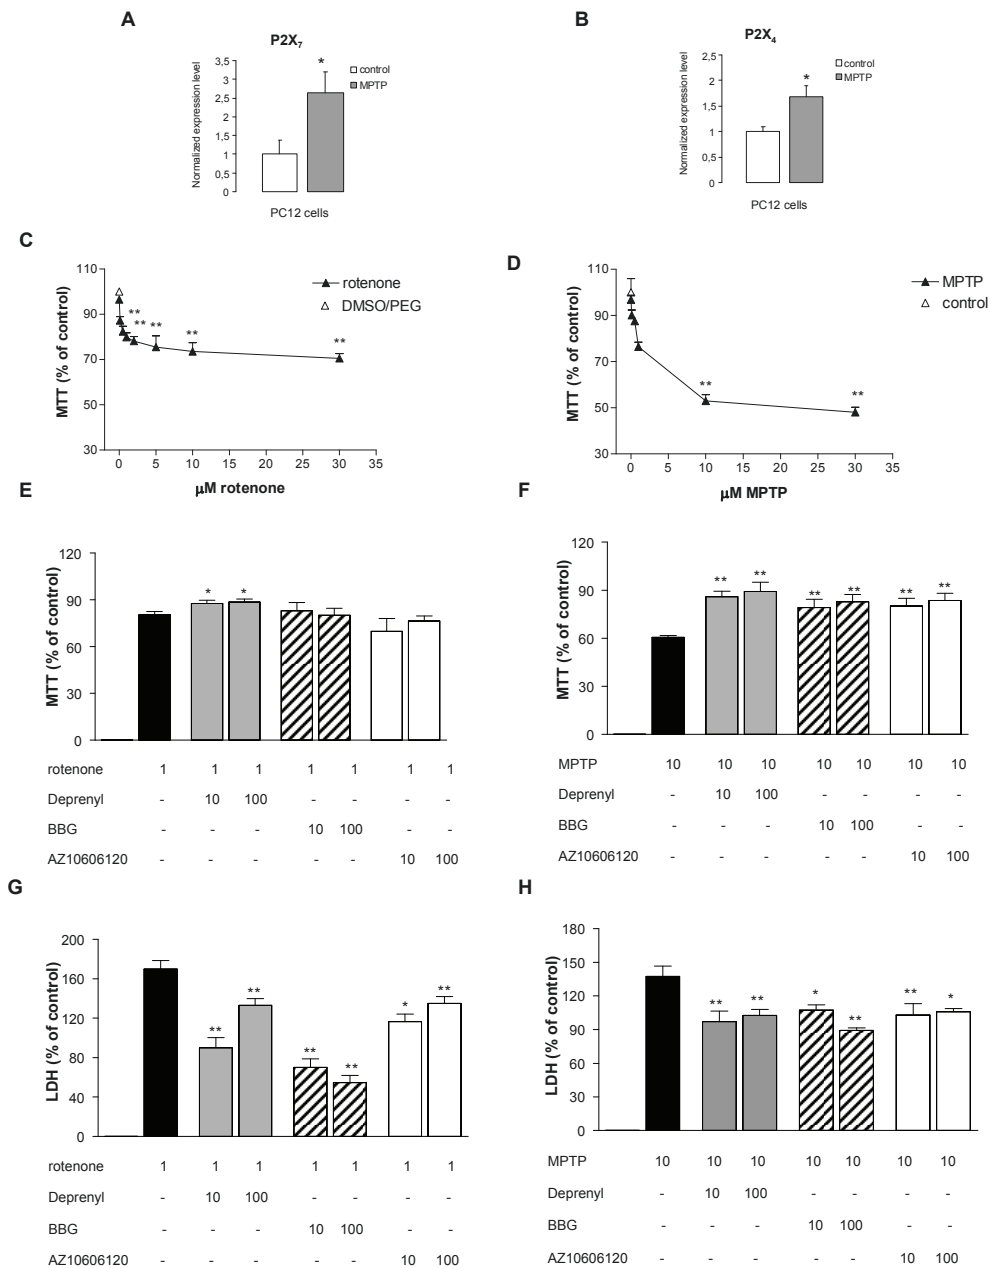 A
P2X7
Normalized expression level
3,5
3
2,5
2
1,5
1
0,5
0
*
control
MPTP
PC12 cells
B
P2X4
Normalized expression level
2,5
2
1,5
1
0,5
0
*
control
MPTP
PC12 cells
C
MTT (% of control)
110
90
70
50
30
**
** **
**
**
rotenone
DMSO/PEG
0 5 10 15 20 25 30 35
μM rotenone
D
MTT (% of control)
110
90
70
50
30
**
**
MPTP
control
0 5 10 15 20 25 30 35
μM MPTP
E
MTT (% of control)
120
90
60
30
0
* *
rotenone 1 1 1 1 1 1 1
Deprenyl - 10 100 - - - -
BBG - - - 10 100 - -
AZ10606120 - - - - - 10 100
F
MTT (% of control)
120
90
60
30
0
** ** ** ** ** **
MPTP 10 10 10 10 10 10 10
Deprenyl - 10 100 - - - -
BBG - - - 10 100 - -
AZ10606120 - - - - - 10 100
G
LDH (% of control)
200
160
120
80
40
0
** ** ** ** * **
rotenone 1 1 1 1 1 1 1
Deprenyl - 10 100 - - - -
BBG - - - 10 100 - -
AZ10606120 - - - - - 10 100
H
LDH (% of control)
180
150
120
90
60
30
0
** ** * ** ** *
MPTP 10 10 10 10 10 10 10
Deprenyl - 10 100 - - - -
BBG - - - 10 100 - -
AZ10606120 - - - - - 10 100